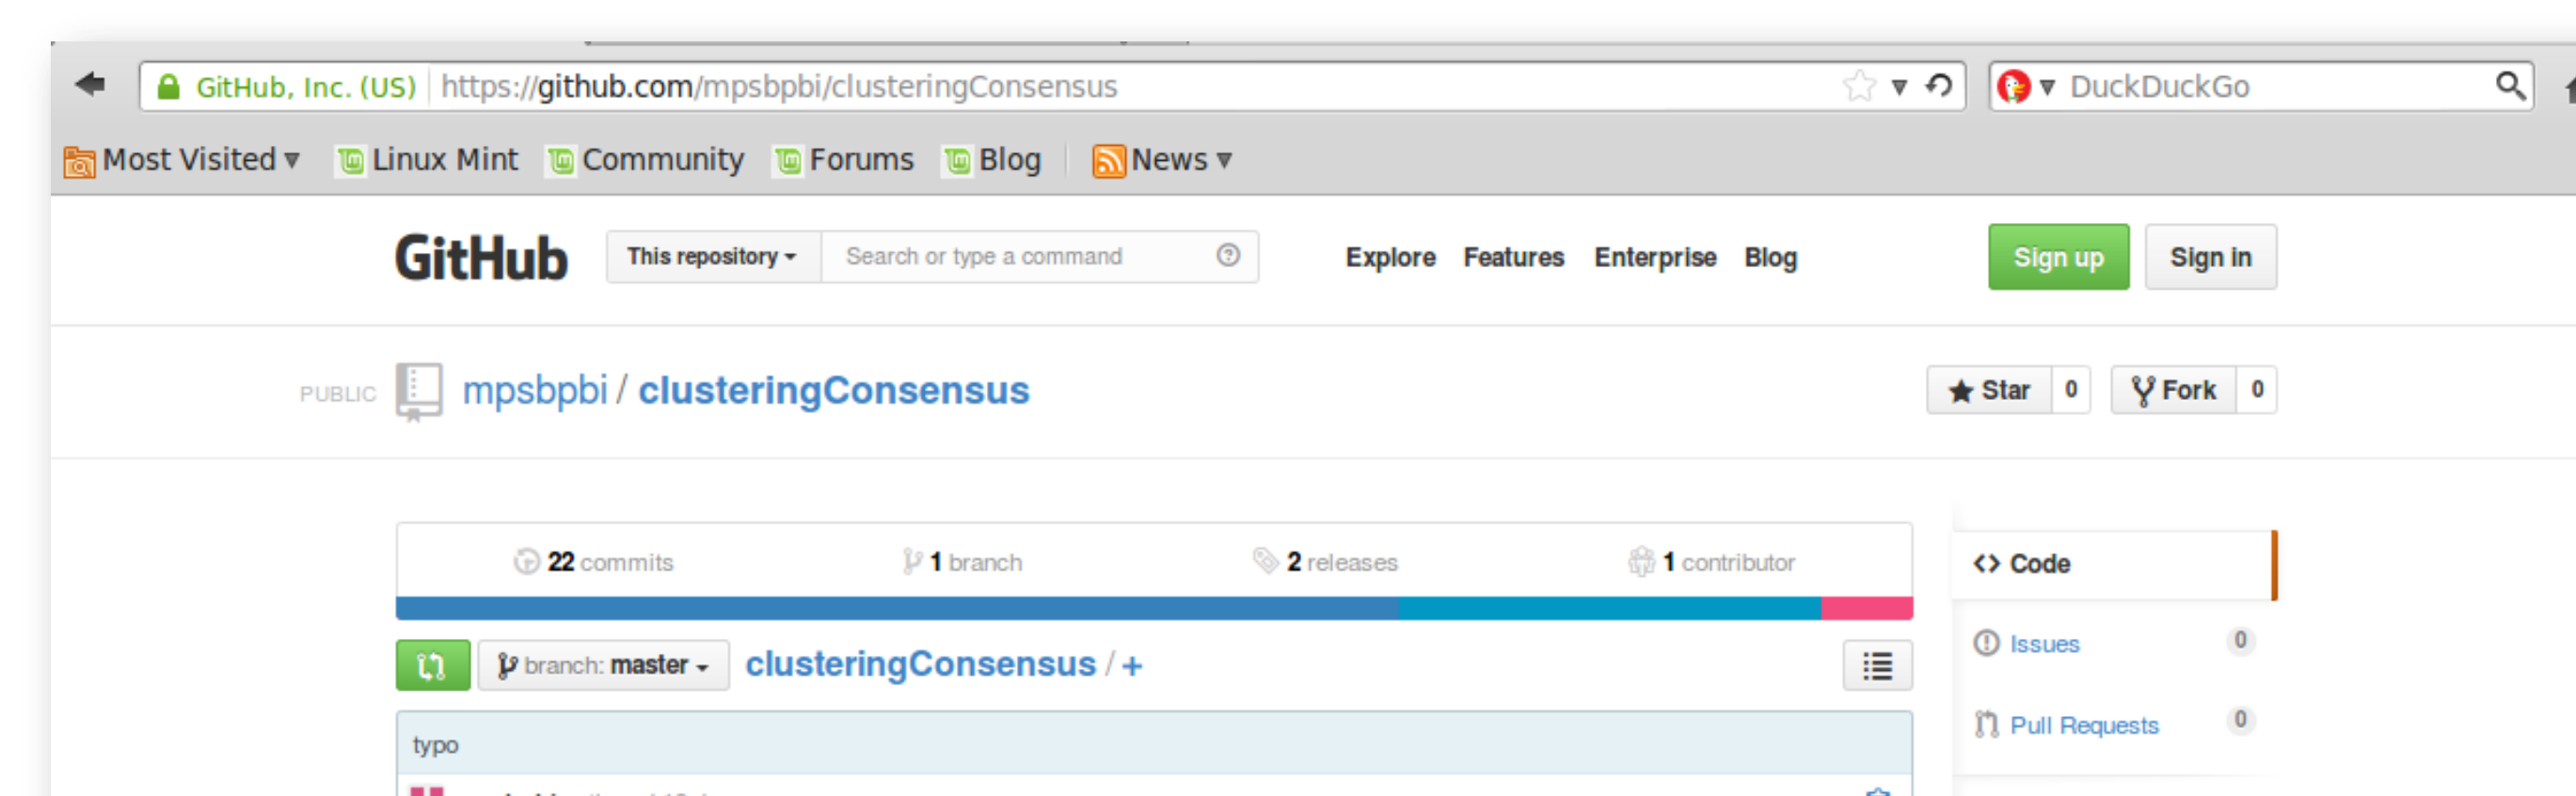 GitHub, Inc. (US) https://github.com/mpsbpbi/clusteringConsensus DuckDuckGo
Most Visited Linux Mint Community Forums Blog News
GitHub This repository Search or type a command Explore Features Enterprise Blog Sign up Sign in
PUBLIC mpsbpbi / clusteringConsensus Star 0 Fork 0
22 commits 1 branch 2 releases 1 contributor
<> Code
Issues 0
branch: master clusteringConsensus / +
Pull Requests 0
typo